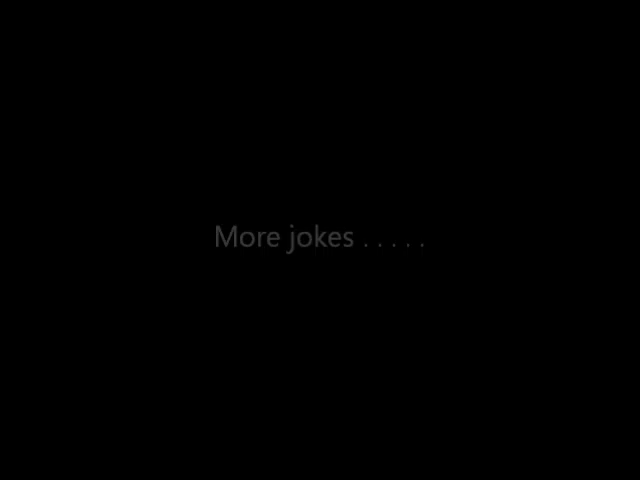 More jokes . . . . .